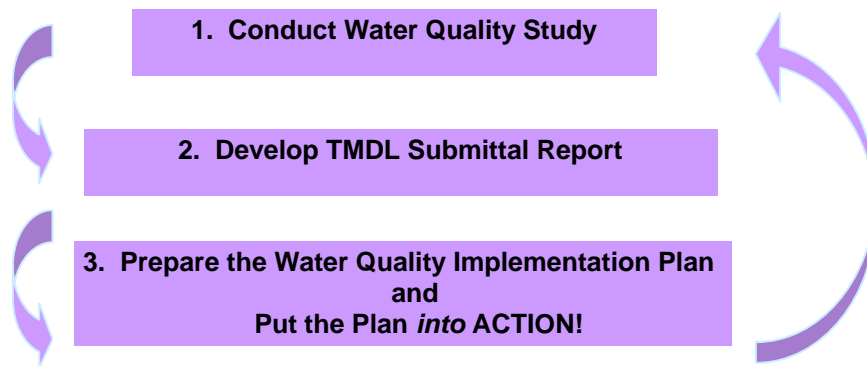 1. Conduct Water Quality Study
2. Develop TMDL Submittal Report
3. Prepare the Water Quality Implementation Plan
and
Put the Plan into ACTION!